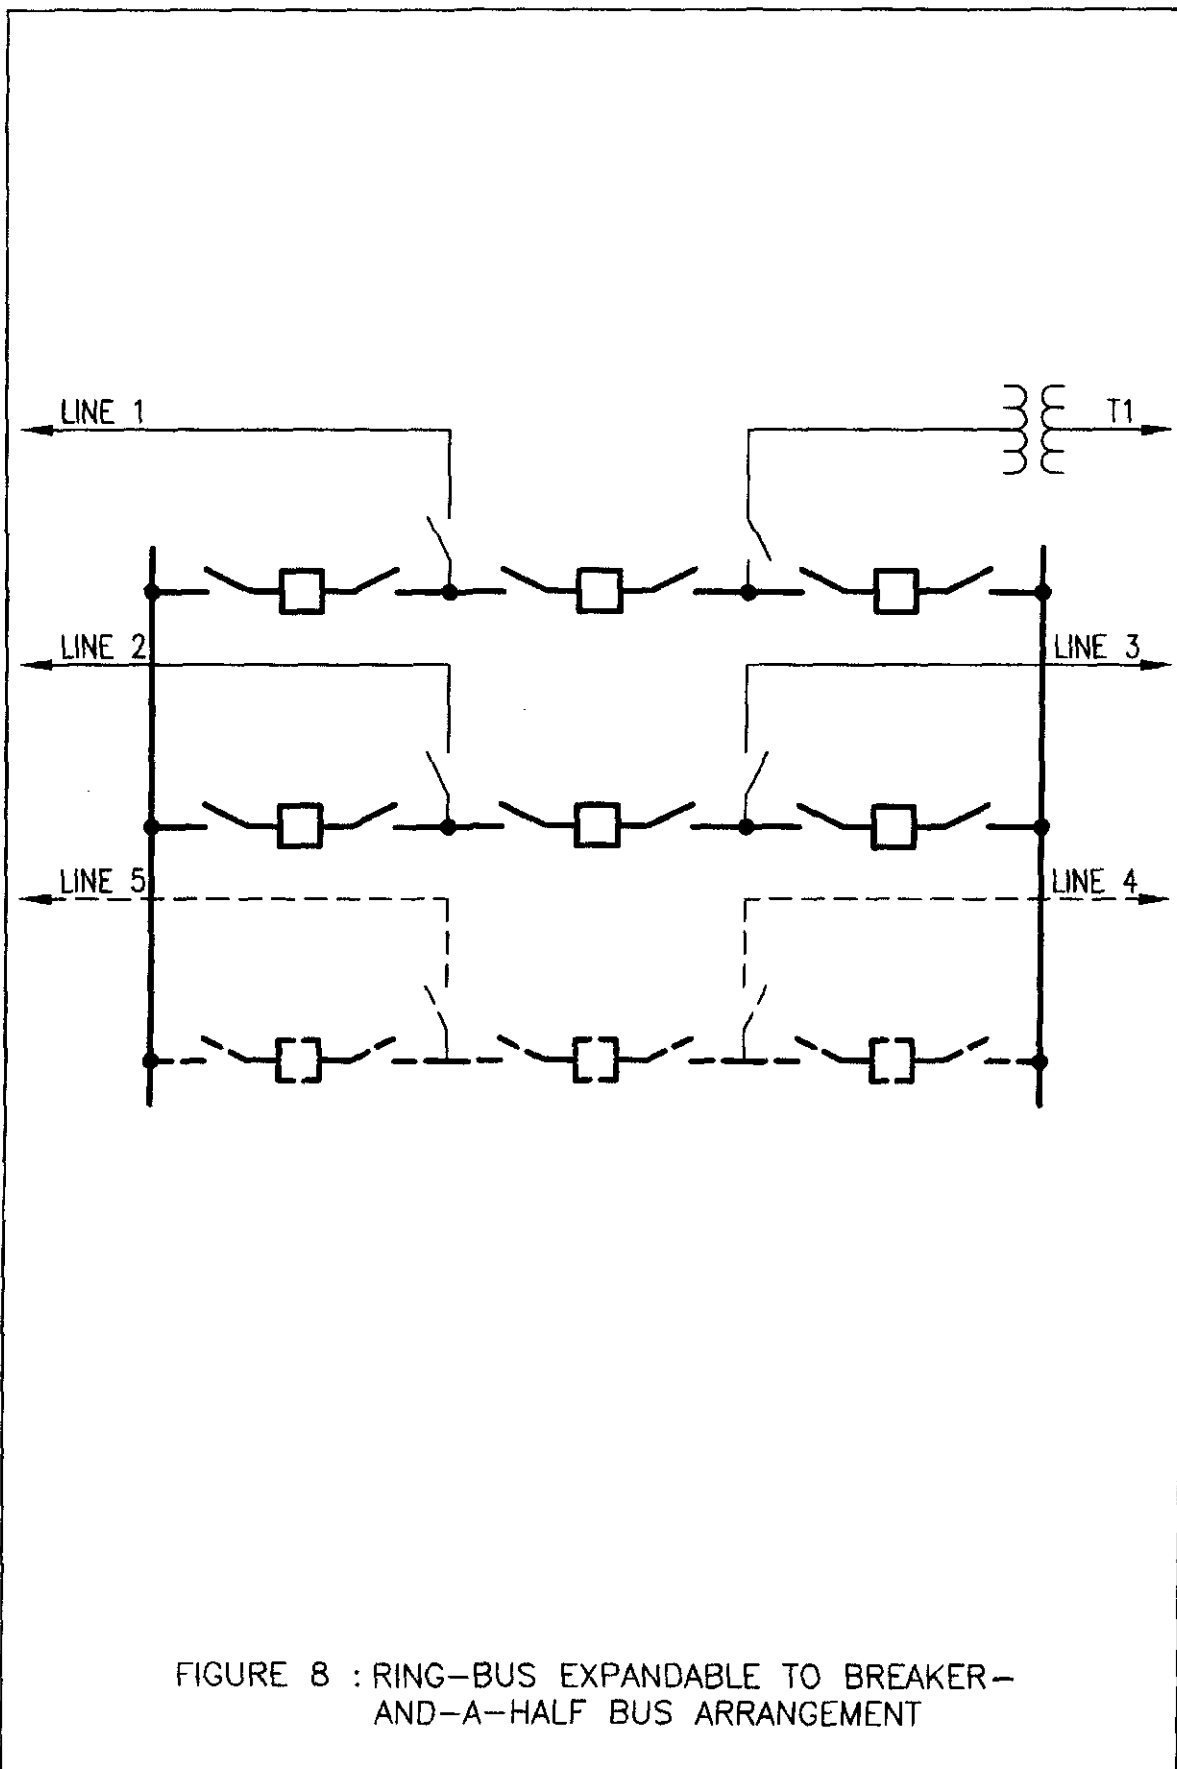 LINE 1
T1
LINE 2
LINE 3
LINE 5
LINE 4
FIGURE 8 : RING-BUS EXPANDABLE TO BREAKER-
AND-A-HALF BUS ARRANGEMENT